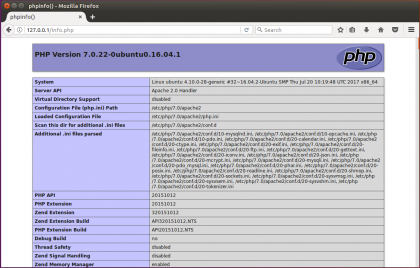 phpinfo() - Mozilla Firefox
phpinfo()
127.0.0.1/info.php
Search
PHP Version 7.0.22-0ubuntu0.16.04.1
php
System Linux ubuntu 4.10.0-28-generic #32~16.04.2-Ubuntu SMP Thu Jul 20 10:19:48 UTC 2017 x86_64
Server API Apache 2.0 Handler
Virtual Directory Support disabled
Configuration File (php.ini) Path /etc/php/7.0/apache2
Loaded Configuration File /etc/php/7.0/apache2/php.ini
Scan this dir for additional .ini files /etc/php/7.0/apache2/conf.d
Additional .ini files parsed /etc/php/7.0/apache2/conf.d/10-mysqlnd.ini, /etc/php/7.0/apache2/conf.d/10-opcache.ini, /etc/php
/7.0/apache2/conf.d/10-pdo.ini, /etc/php/7.0/apache2/conf.d/20-calendar.ini, /etc/php/7.0
/apache2/conf.d/20-ctype.ini, /etc/php/7.0/apache2/conf.d/20-exif.ini, /etc/php/7.0/apache2/conf.d/20-
fileinfo.ini, /etc/php/7.0/apache2/conf.d/20-ftp.ini, /etc/php/7.0/apache2/conf.d/20-gettext.ini,
/etc/php/7.0/apache2/conf.d/20-iconv.ini, /etc/php/7.0/apache2/conf.d/20-json.ini, /etc/php
/7.0/apache2/conf.d/20-mcrypt.ini, /etc/php/7.0/apache2/conf.d/20-mysqli.ini, /etc/php/7.0/apache2
/conf.d/20-pdo_mysql.ini, /etc/php/7.0/apache2/conf.d/20-phar.ini, /etc/php/7.0/apache2/conf.d/20-
posix.ini, /etc/php/7.0/apache2/conf.d/20-readline.ini, /etc/php/7.0/apache2/conf.d/20-shmop.ini,
/etc/php/7.0/apache2/conf.d/20-sockets.ini, /etc/php/7.0/apache2/conf.d/20-sysvmsg.ini, /etc/php
/7.0/apache2/conf.d/20-sysvsem.ini, /etc/php/7.0/apache2/conf.d/20-sysvshm.ini, /etc/php
/7.0/apache2/conf.d/20-tokenizer.ini
PHP API 20151012
PHP Extension 20151012
Zend Extension 320151012
Zend Extension Build API320151012,NTS
PHP Extension Build API20151012,NTS
Debug Build no
Thread Safety disabled
Zend Signal Handling disabled
Zend Memory Manager enabled